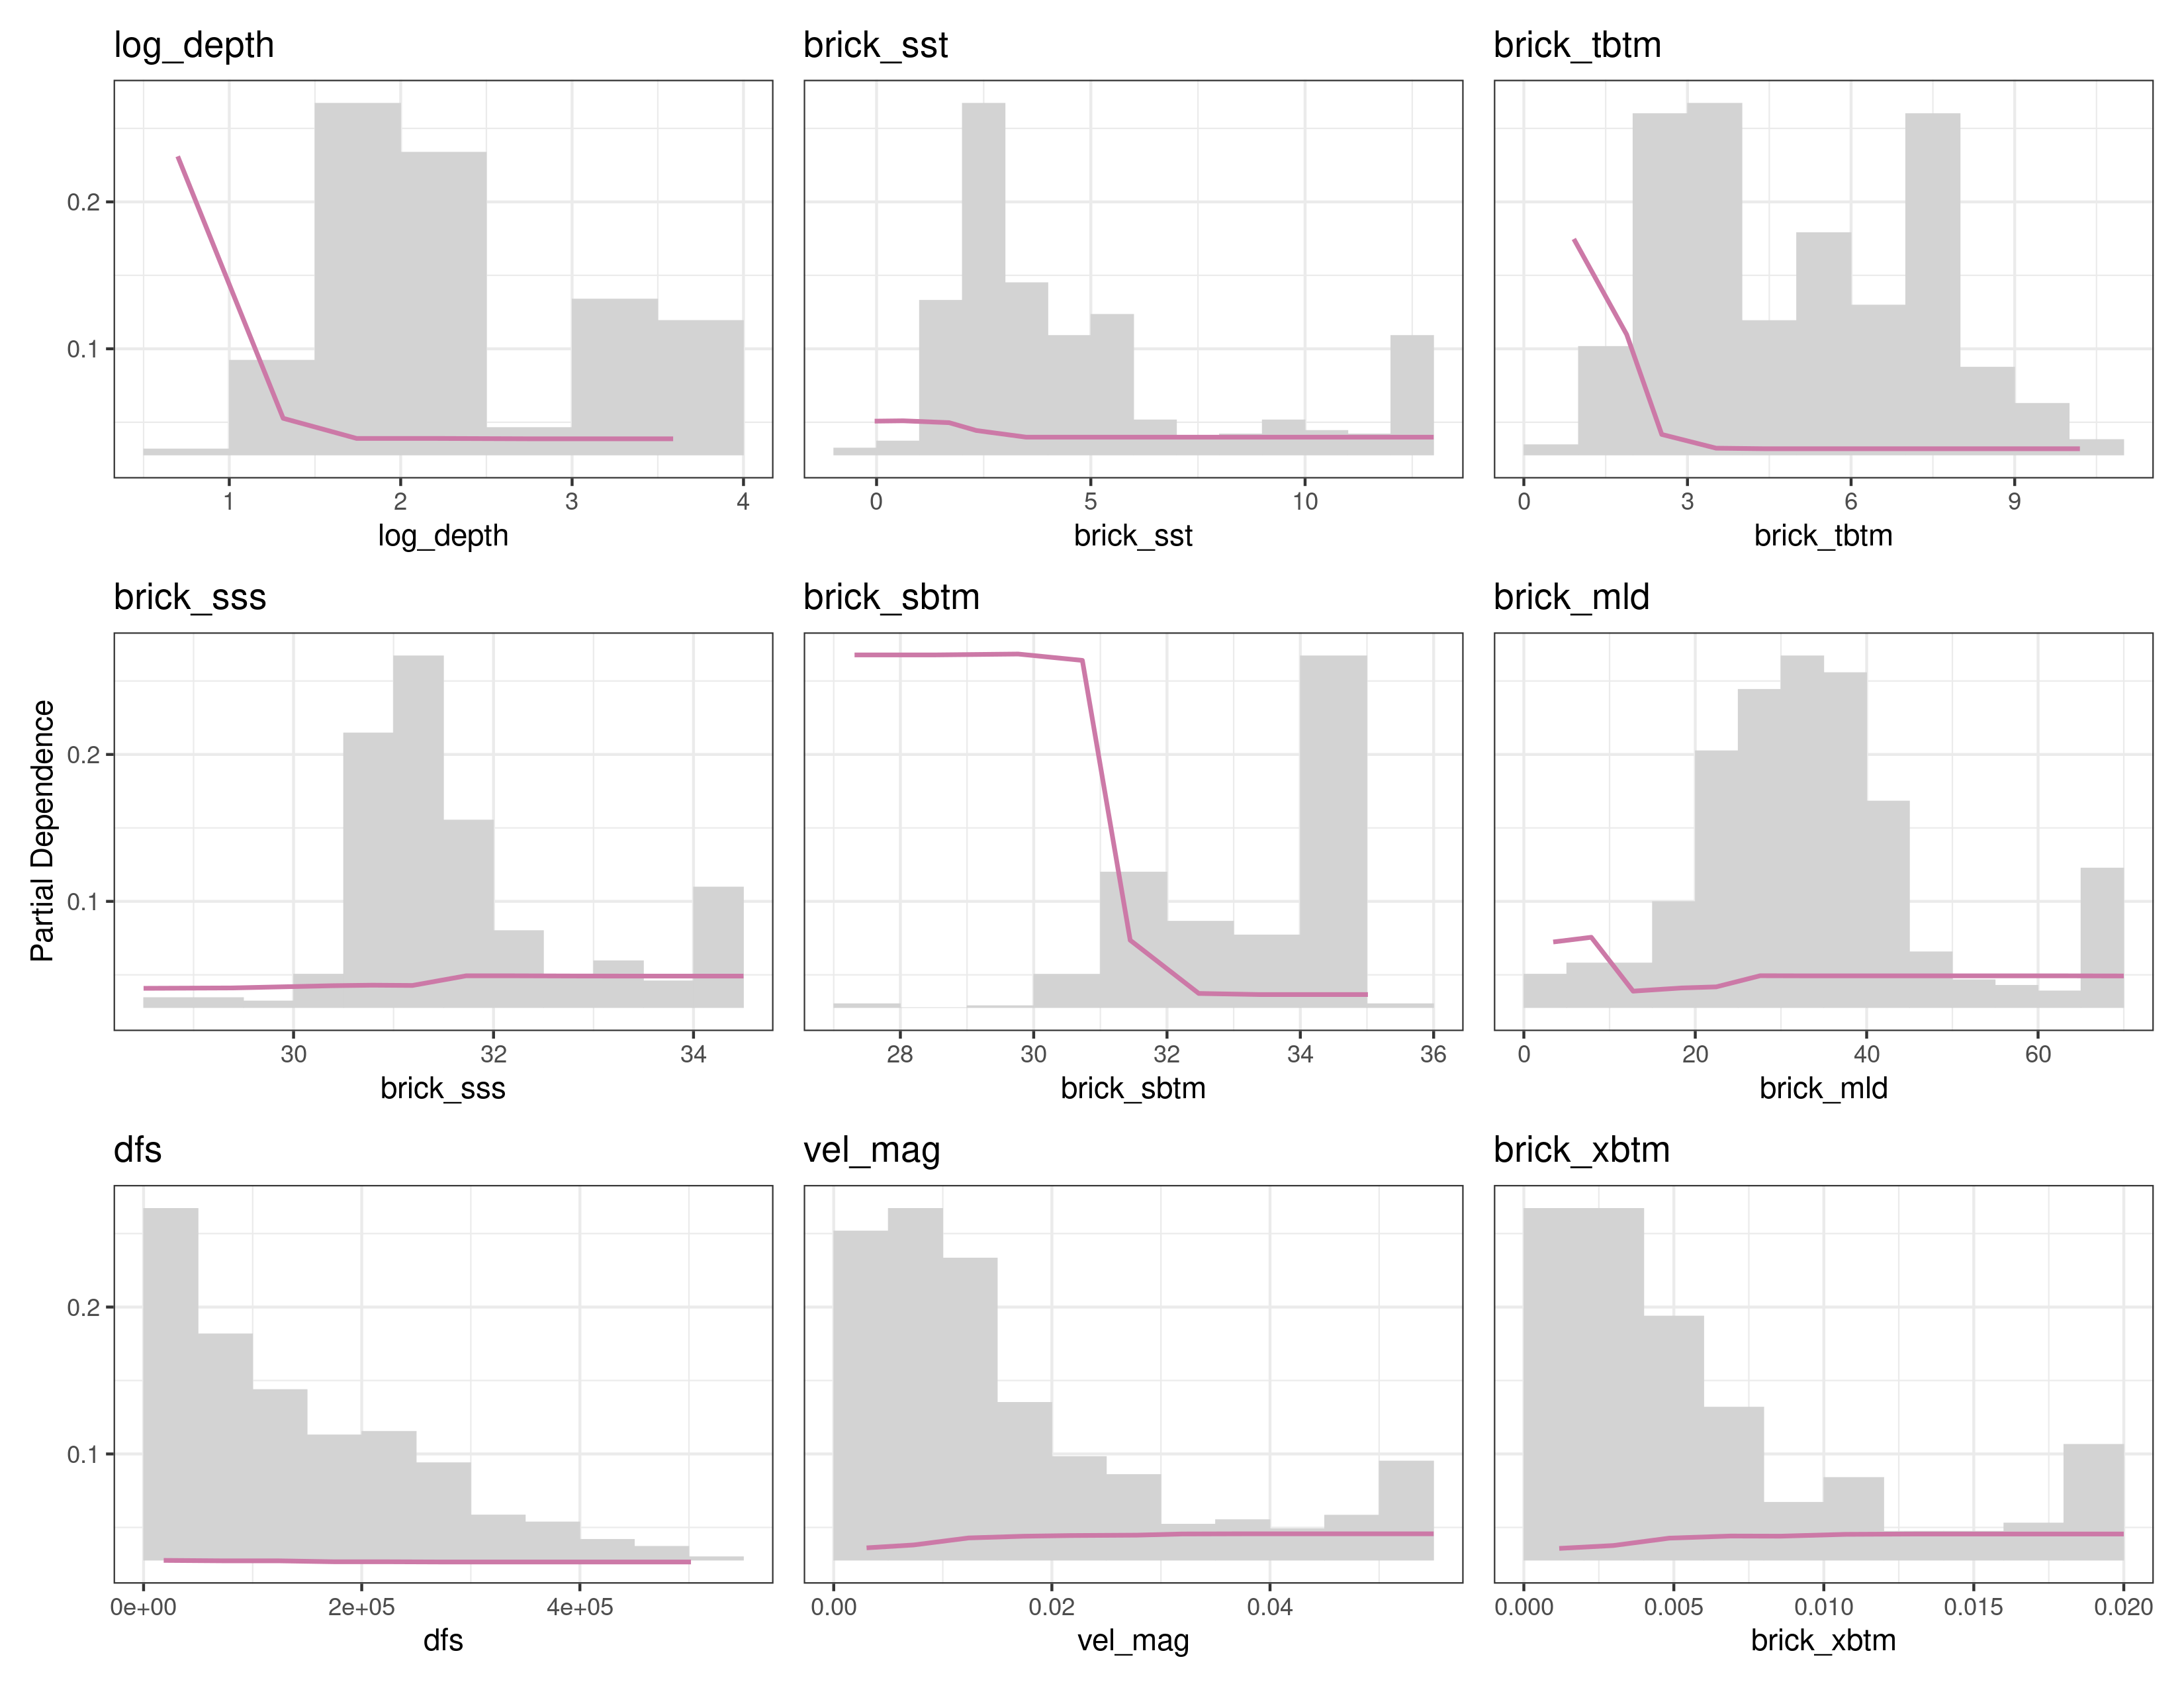 log_depth
brick_sst
brick_tbtm
0.2
0.1
1 2 3 4
0 5 10
0 3 6 9
log_depth
brick_sst
brick_tbtm
brick_sss
brick_sbtm
brick_mld
Partial Dependence
0.2
0.1
30 32 34
28 30 32 34 36
0 20 40 60
brick_sss
brick_sbtm
brick_mld
dfs
vel_mag
brick_xbtm
0.2
0.1
0e+00 2e+05 4e+05
0.00 0.02 0.04
0.000 0.005 0.010 0.015 0.020
dfs
vel_mag
brick_xbtm